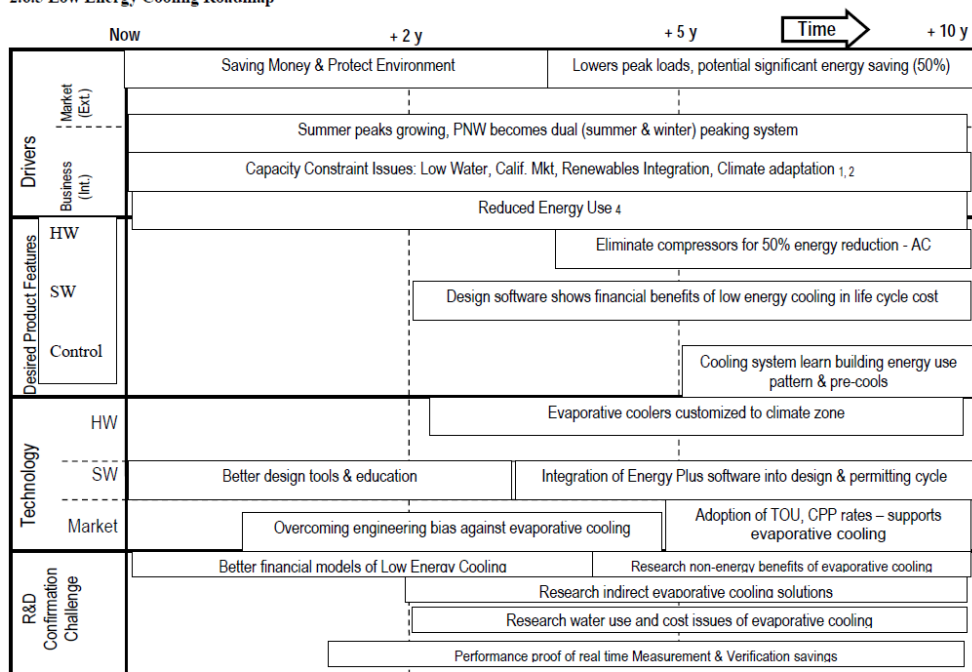 Now + 2 y + 5 y Time + 10 y
Drivers
Market
(Ext.)
Saving Money & Protect Environment
Lowers peak loads, potential significant energy saving (50%)
Summer peaks growing, PNW becomes dual (summer & winter) peaking system
Business
(Int.)
Capacity Constraint Issues: Low Water, Calif. Mkt, Renewables Integration, Climate adaptation 1, 2
Reduced Energy Use 4
Desired Product Features
HW
Eliminate compressors for 50% energy reduction - AC
SW
Design software shows financial benefits of low energy cooling in life cycle cost
Control
Cooling system learn building energy use
pattern & pre-cools
Technology
HW
Evaporative coolers customized to climate zone
SW
Better design tools & education
Integration of Energy Plus software into design & permitting cycle
Market
Overcoming engineering bias against evaporative cooling
Adoption of TOU, CPP rates – supports
evaporative cooling
R&D
Confirmation
Challenge
Better financial models of Low Energy Cooling
Research non-energy benefits of evaporative cooling
Research indirect evaporative cooling solutions
Research water use and cost issues of evaporative cooling
Performance proof of real time Measurement & Verification savings